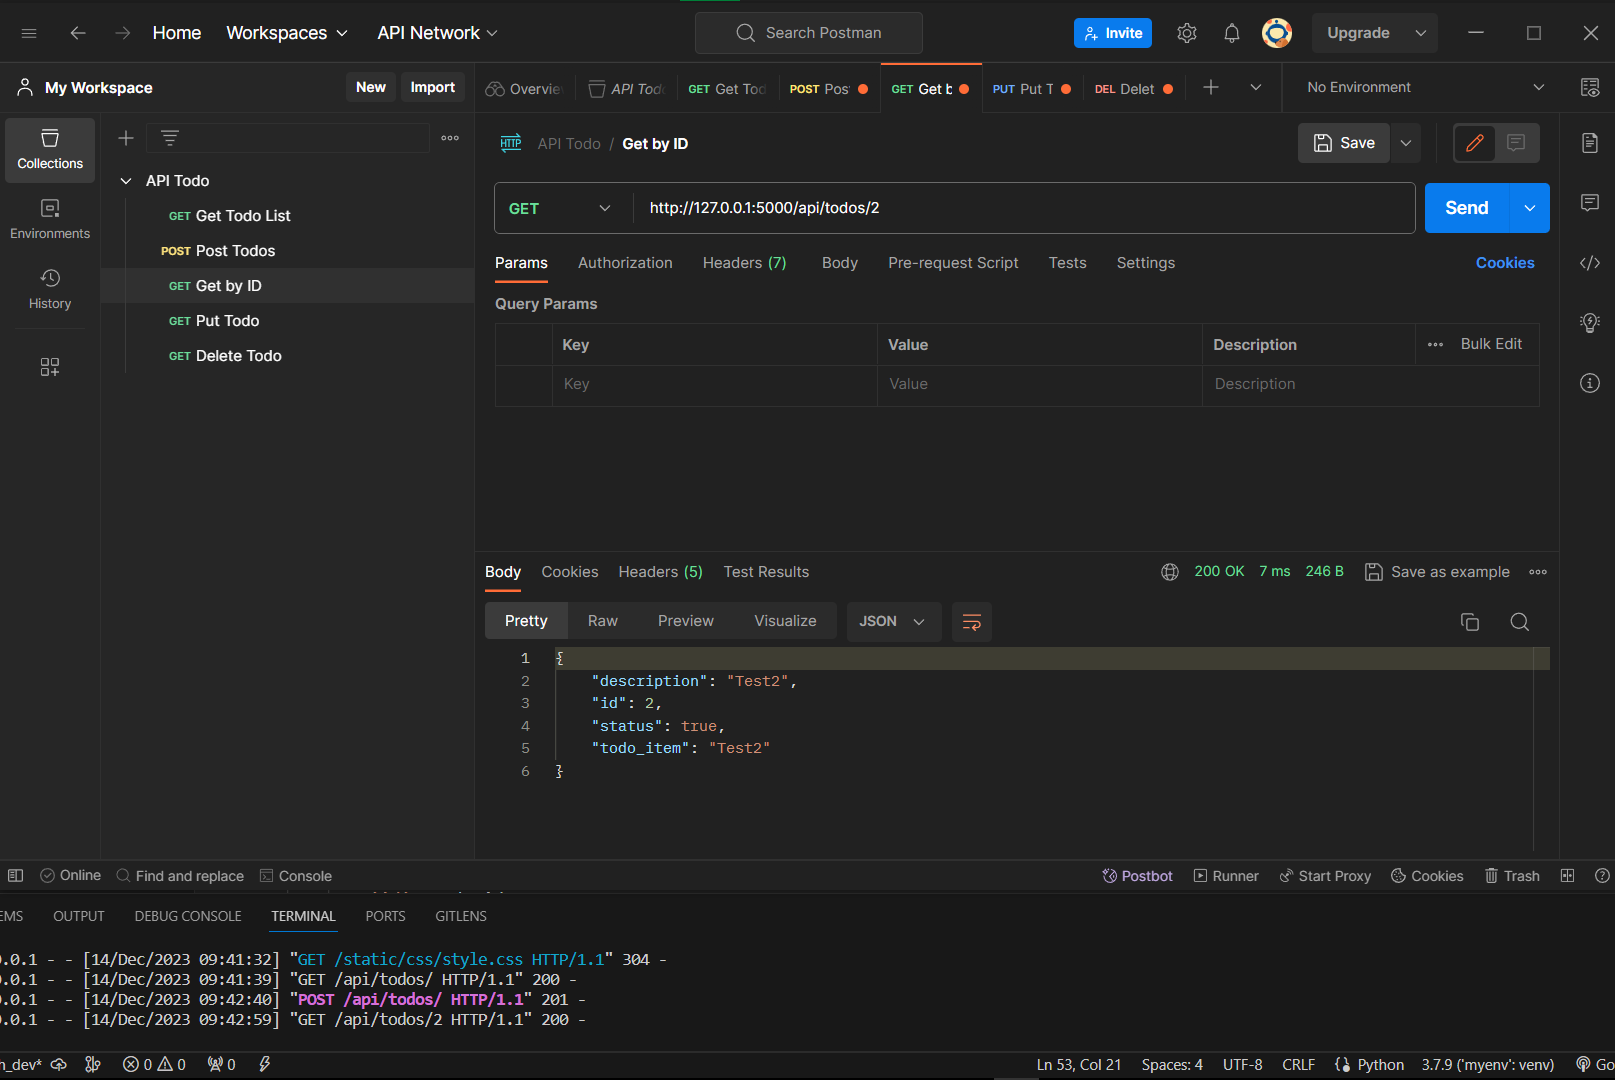 Home Workspaces API Network Search Postman Invite Upgrade
My Workspace New Import Overvie API Todo GET Get Tod POST Pos GET Get b PUT Put T DEL Delet No Environment
Collections
Environments
History
API Todo
GET Get Todo List
POST Post Todos
GET Get by ID
GET Put Todo
GET Delete Todo
HTTP API Todo / Get by ID Save
GET http://127.0.0.1:5000/api/todos/2 Send
Params Authorization Headers (7) Body Pre-request Script Tests Settings Cookies
Query Params
Key Value Description Bulk Edit
Key Value Description
Body Cookies Headers (5) Test Results 200 OK 7 ms 246 B Save as example
Pretty Raw Preview Visualize JSON
1 {
2 "description": "Test2",
3 "id": 2,
4 "status": true,
5 "todo_item": "Test2"
6 }
Online Find and replace Console Postbot Runner Start Proxy Cookies Trash
EMS OUTPUT DEBUG CONSOLE TERMINAL PORTS GITLENS
.0.1 - - [14/Dec/2023 09:41:32] "GET /static/css/style.css HTTP/1.1" 304 -
.0.1 - - [14/Dec/2023 09:41:39] "GET /api/todos/ HTTP/1.1" 200 -
.0.1 - - [14/Dec/2023 09:42:40] "POST /api/todos/ HTTP/1.1" 201 -
.0.1 - - [14/Dec/2023 09:42:59] "GET /api/todos/2 HTTP/1.1" 200 -
h_dev* 0 0 0 Ln 53, Col 21 Spaces: 4 UTF-8 CRLF Python 3.7.9 ('myenv': venv) Go